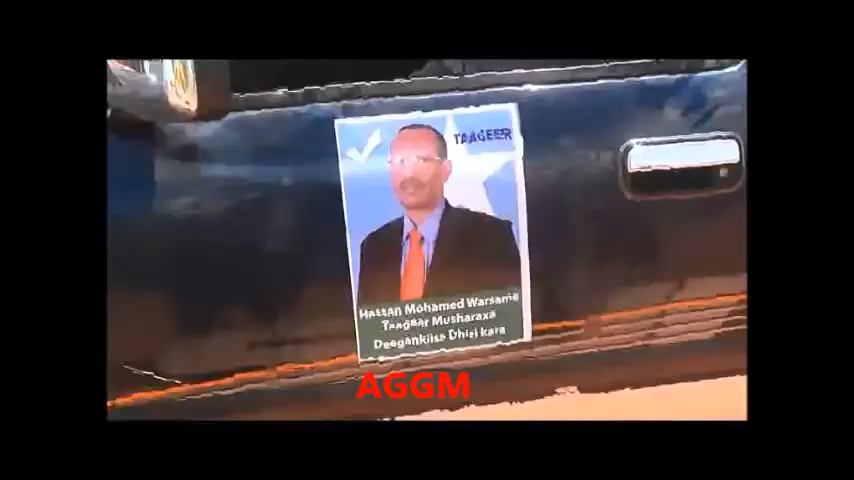 TAAGEER
Hassan Mohamed Warsame
Taageer Musharaxa
Deegankiisa Dhisi kara
AGGM